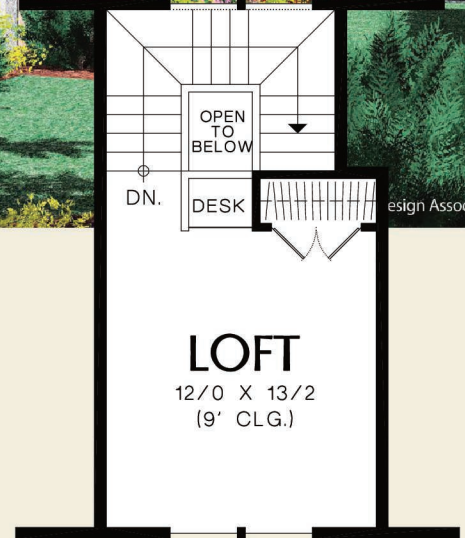 OPEN
TO
BELOW
DN.
DESK
esign Assoc
LOFT
12/0 X 13/2
(9' CLG.)